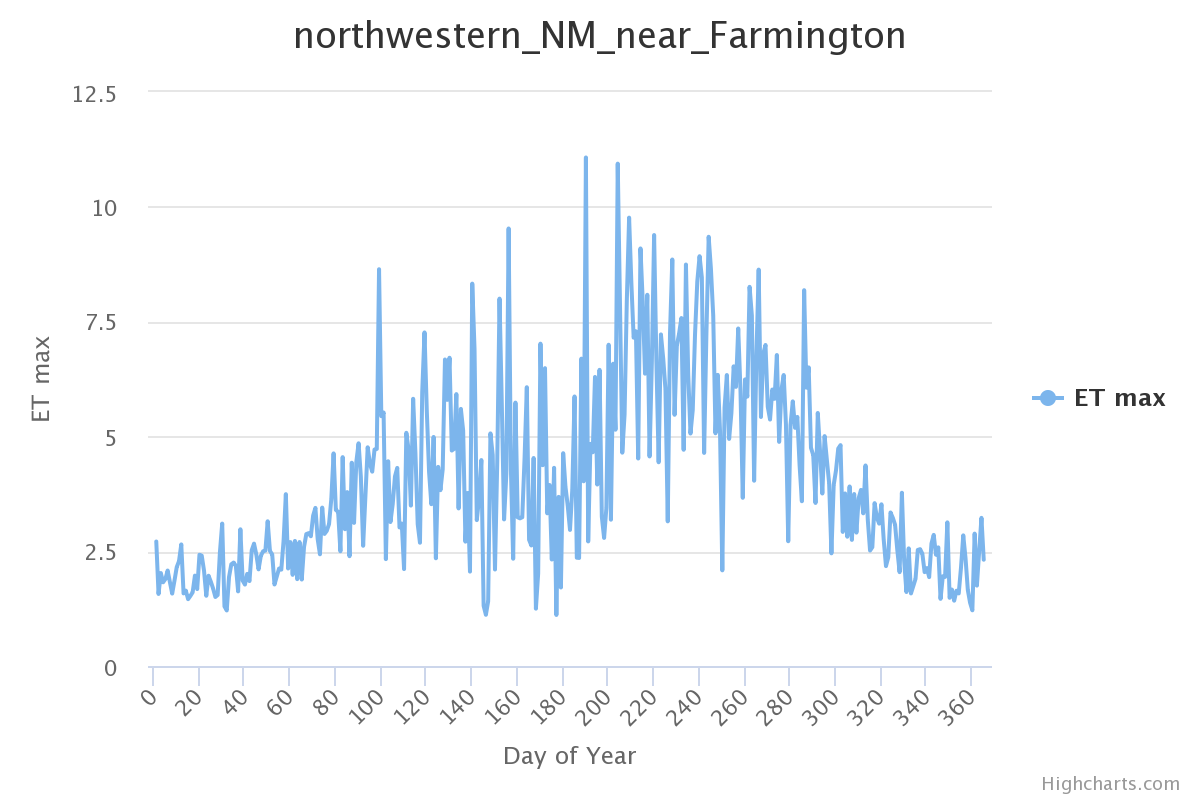 northwestern_NM_near_Farmington
12.5
10
7.5
5
2.5
0
ET max
0 20 40 60 80 100 120 140 160 180 200 220 240 260 280 300 320 340 360
Day of Year
ET max
Highcharts.com